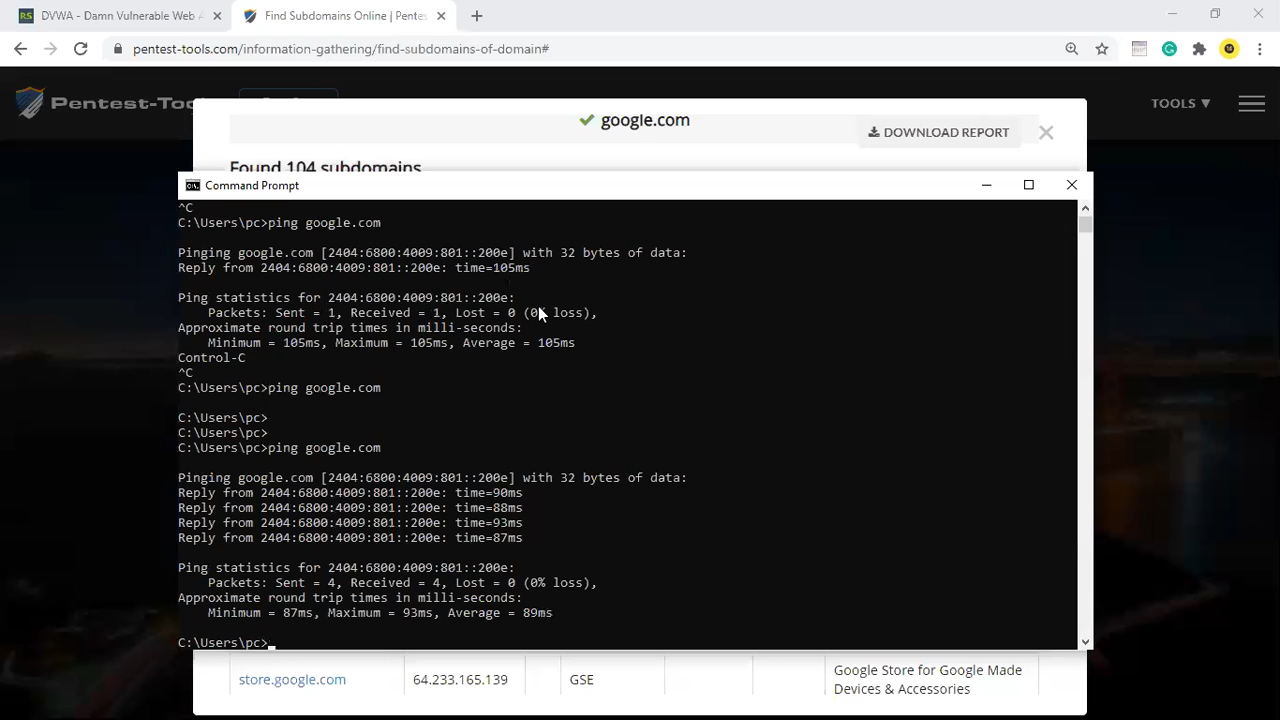 DVWA - Damn Vulnerable Web A
Find Subdomains Online | Pentes
pentest-tools.com/information-gathering/find-subdomains-of-domain#
Pentest-To
TOOLS ▼
google.com
DOWNLOAD REPORT
Found 104 subdomains
Command Prompt
^C
C:\Users\pc>ping google.com
Pinging google.com [2404:6800:4009:801::200e] with 32 bytes of data:
Reply from 2404:6800:4009:801::200e: time=105ms
Ping statistics for 2404:6800:4009:801::200e:
Packets: Sent = 1, Received = 1, Lost = 0 (0% loss),
Approximate round trip times in milli-seconds:
Minimum = 105ms, Maximum = 105ms, Average = 105ms
Control-C
^C
C:\Users\pc>ping google.com
C:\Users\pc>
C:\Users\pc>
C:\Users\pc>ping google.com
Pinging google.com [2404:6800:4009:801::200e] with 32 bytes of data:
Reply from 2404:6800:4009:801::200e: time=90ms
Reply from 2404:6800:4009:801::200e: time=88ms
Reply from 2404:6800:4009:801::200e: time=93ms
Reply from 2404:6800:4009:801::200e: time=87ms
Ping statistics for 2404:6800:4009:801::200e:
Packets: Sent = 4, Received = 4, Lost = 0 (0% loss),
Approximate round trip times in milli-seconds:
Minimum = 87ms, Maximum = 93ms, Average = 89ms
C:\Users\pc>
store.google.com 64.233.165.139 GSE Google Store for Google Made
Devices & Accessories